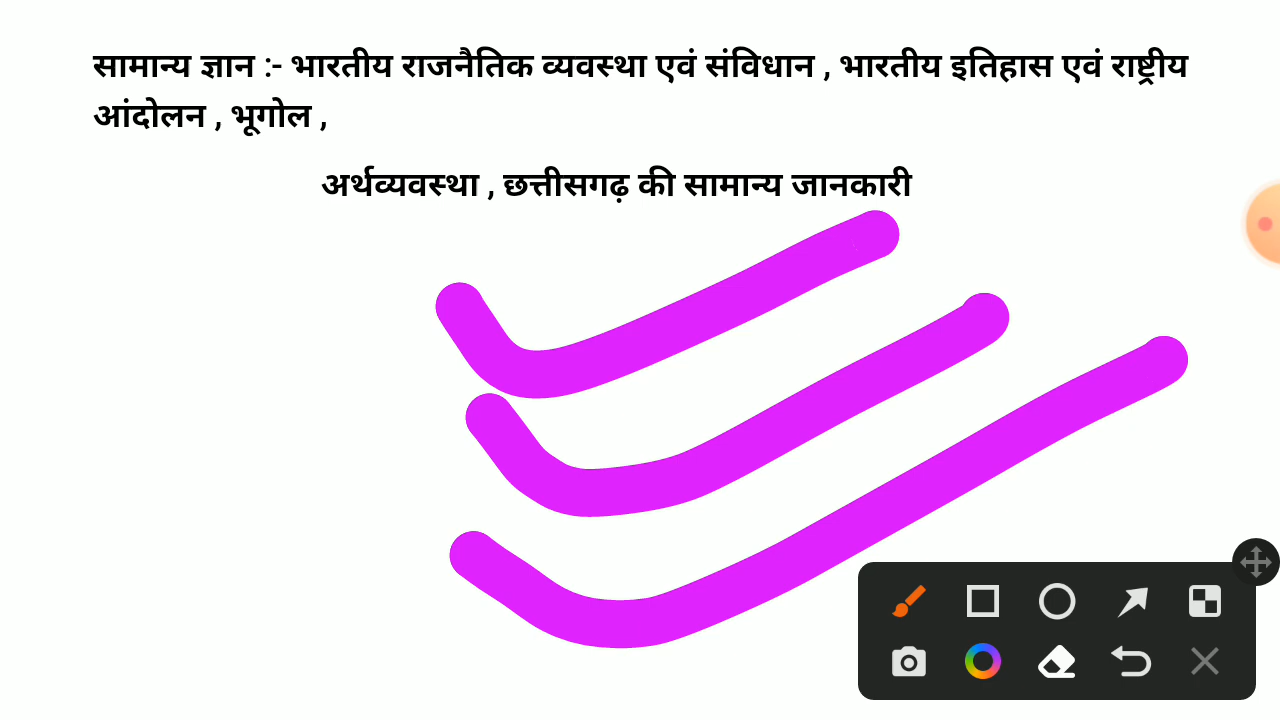 सामान्य ज्ञान :- भारतीय राजनैतिक व्यवस्था एवं संविधान , भारतीय इतिहास एवं राष्ट्रीय
आंदोलन , भूगोल ,
अर्थव्यवस्था , छत्तीसगढ़ की सामान्य जानकारी